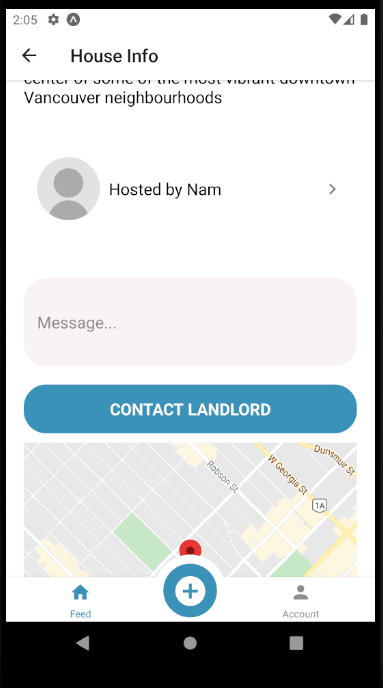 2:05
House Info
center of some of the most vibrant downtown
Vancouver neighbourhoods
Hosted by Nam
Message...
CONTACT LANDLORD
Robson St
W Georgia St
Dunsmuir St
1A
Feed
Account